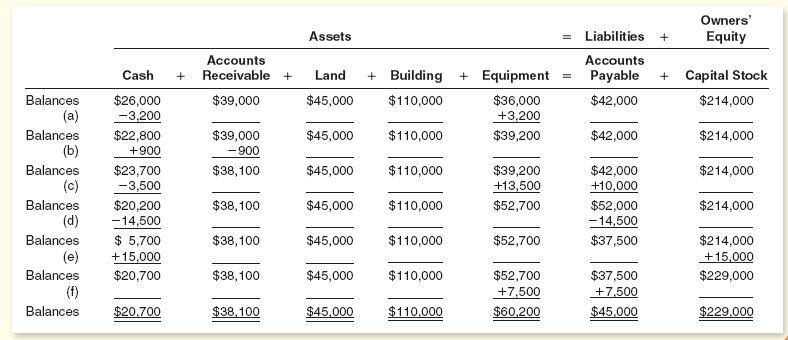 Owners'
Assets = Liabilities + Equity
Accounts Accounts
Cash + Receivable + Land + Building + Equipment = Payable + Capital Stock
Balances $26,000 $39,000 $45,000 $110,000 $36,000 $42,000 $214,000
(a) −3,200 +3,200
Balances $22,800 $39,000 $45,000 $110,000 $39,200 $42,000 $214,000
(b) +900 −900
Balances $23,700 $38,100 $45,000 $110,000 $39,200 $42,000 $214,000
(c) −3,500 +13,500 +10,000
Balances $20,200 $38,100 $45,000 $110,000 $52,700 $52,000 $214,000
(d) −14,500 −14,500
Balances $ 5,700 $38,100 $45,000 $110,000 $52,700 $37,500 $214,000
(e) +15,000 +15,000
Balances $20,700 $38,100 $45,000 $110,000 $52,700 $37,500 $229,000
(f) +7,500 +7,500
Balances $20,700 $38,100 $45,000 $110,000 $60,200 $45,000 $229,000